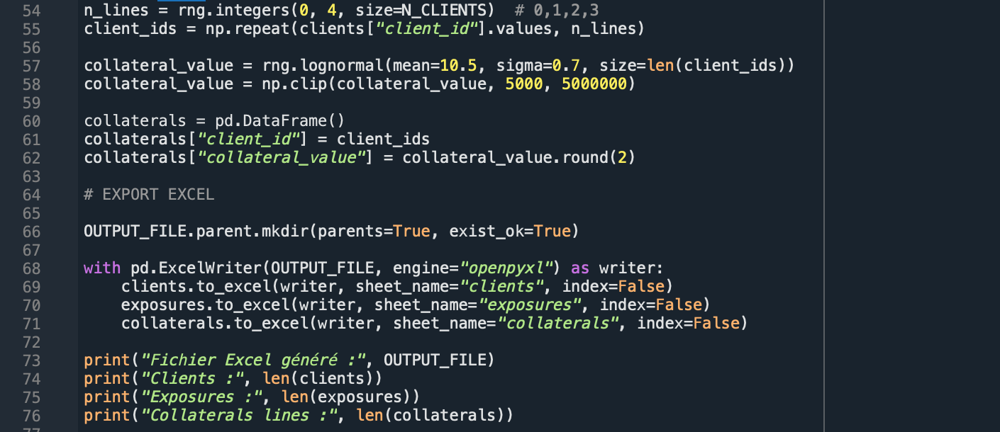 54 n_lines = rng.integers(0, 4, size=N_CLIENTS)  # 0,1,2,3
55 client_ids = np.repeat(clients["client_id"].values, n_lines)
56
57 collateral_value = rng.lognormal(mean=10.5, sigma=0.7, size=len(client_ids))
58 collateral_value = np.clip(collateral_value, 5000, 5000000)
59
60 collaterals = pd.DataFrame()
61 collaterals["client_id"] = client_ids
62 collaterals["collateral_value"] = collateral_value.round(2)
63
64 # EXPORT EXCEL
65
66 OUTPUT_FILE.parent.mkdir(parents=True, exist_ok=True)
67
68 with pd.ExcelWriter(OUTPUT_FILE, engine="openpyxl") as writer:
69     clients.to_excel(writer, sheet_name="clients", index=False)
70     exposures.to_excel(writer, sheet_name="exposures", index=False)
71     collaterals.to_excel(writer, sheet_name="collaterals", index=False)
72
73 print("Fichier Excel généré :", OUTPUT_FILE)
74 print("Clients :", len(clients))
75 print("Exposures :", len(exposures))
76 print("Collaterals lines :", len(collaterals))
77